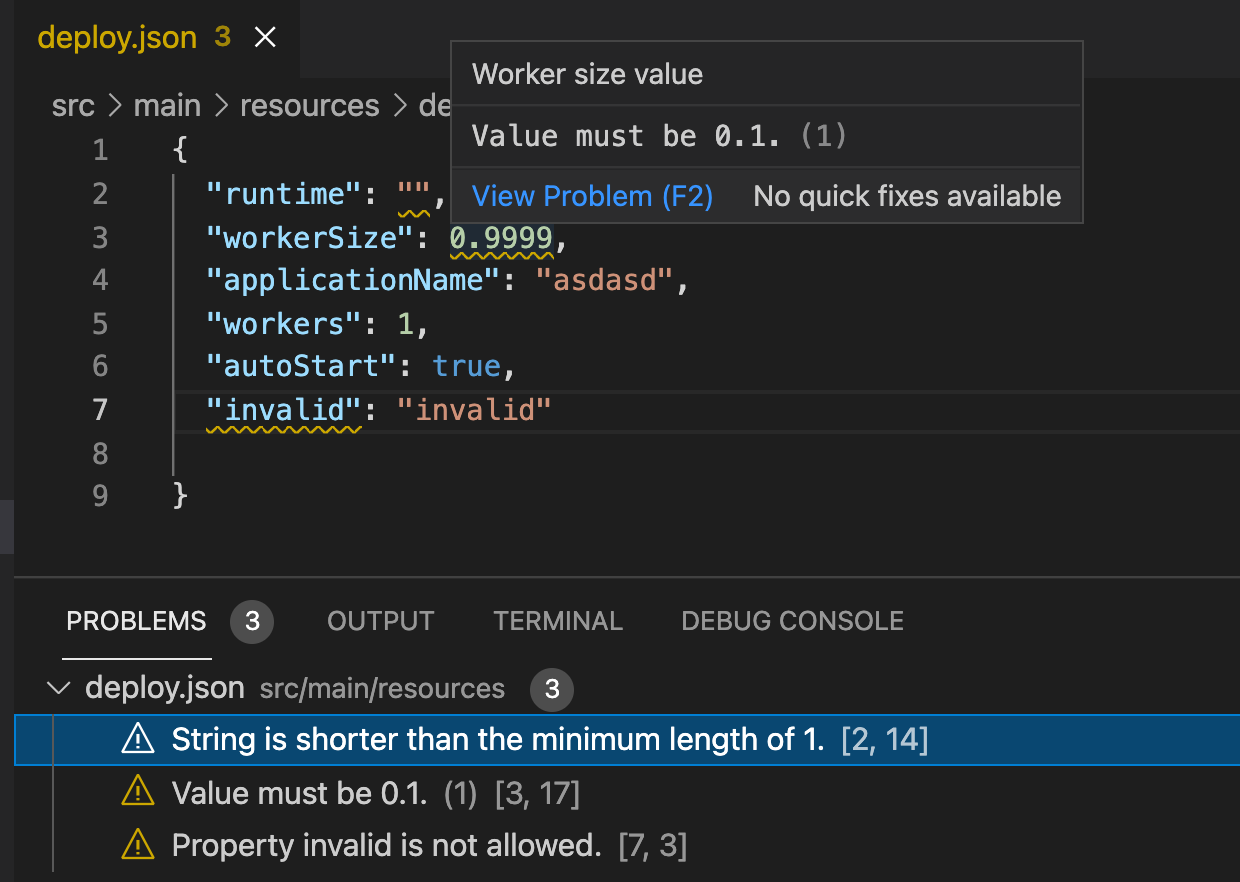 deploy.json 3
src > main > resources > de
Worker size value
Value must be 0.1. (1)
View Problem (F2) No quick fixes available
1 {
2 "runtime": "",
3 "workerSize": 0.9999,
4 "applicationName": "asdasd",
5 "workers": 1,
6 "autoStart": true,
7 "invalid": "invalid"
8
9 }
PROBLEMS 3 OUTPUT TERMINAL DEBUG CONSOLE
deploy.json src/main/resources 3
String is shorter than the minimum length of 1. [2, 14]
Value must be 0.1. (1) [3, 17]
Property invalid is not allowed. [7, 3]